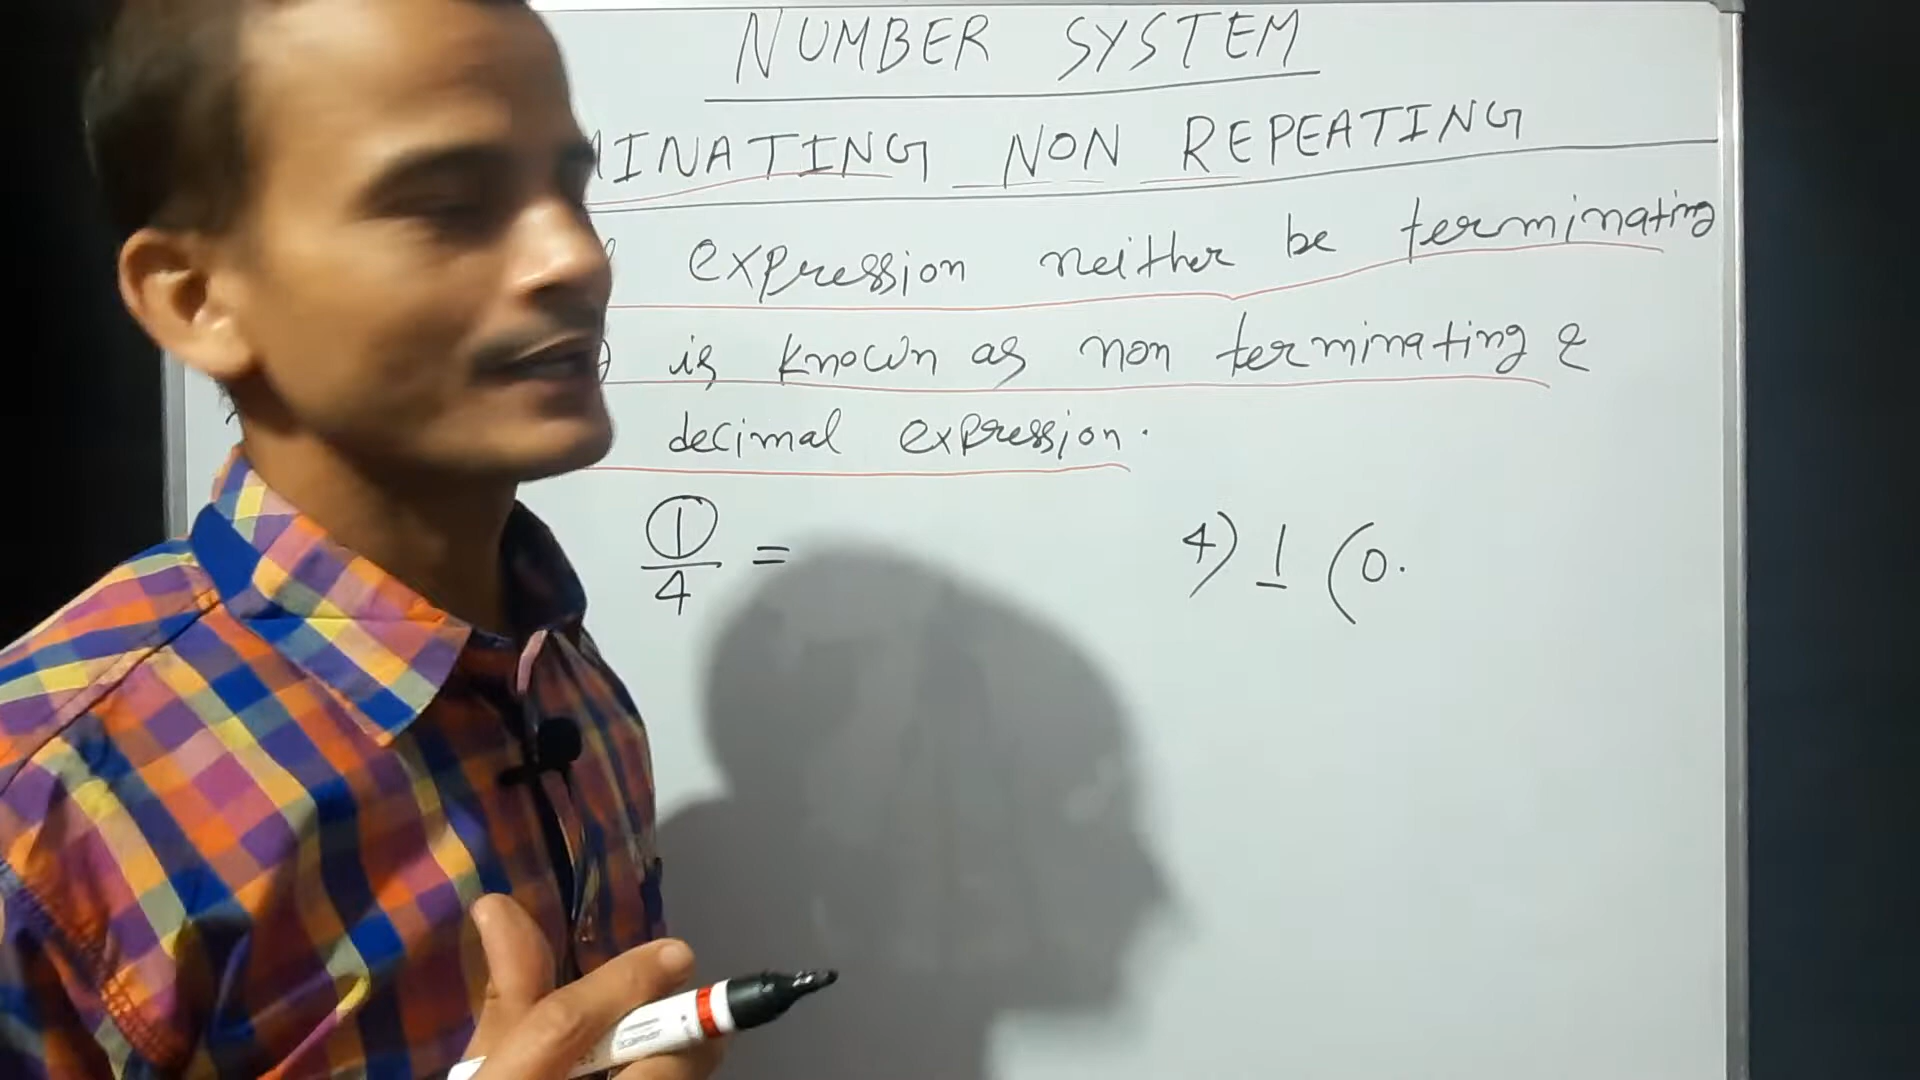 NUMBER SYSTEM
MINATING NON REPEATING
expression neither be terminating
is known as non terminating &
decimal expression.
1/4 =
4) 1 (0.